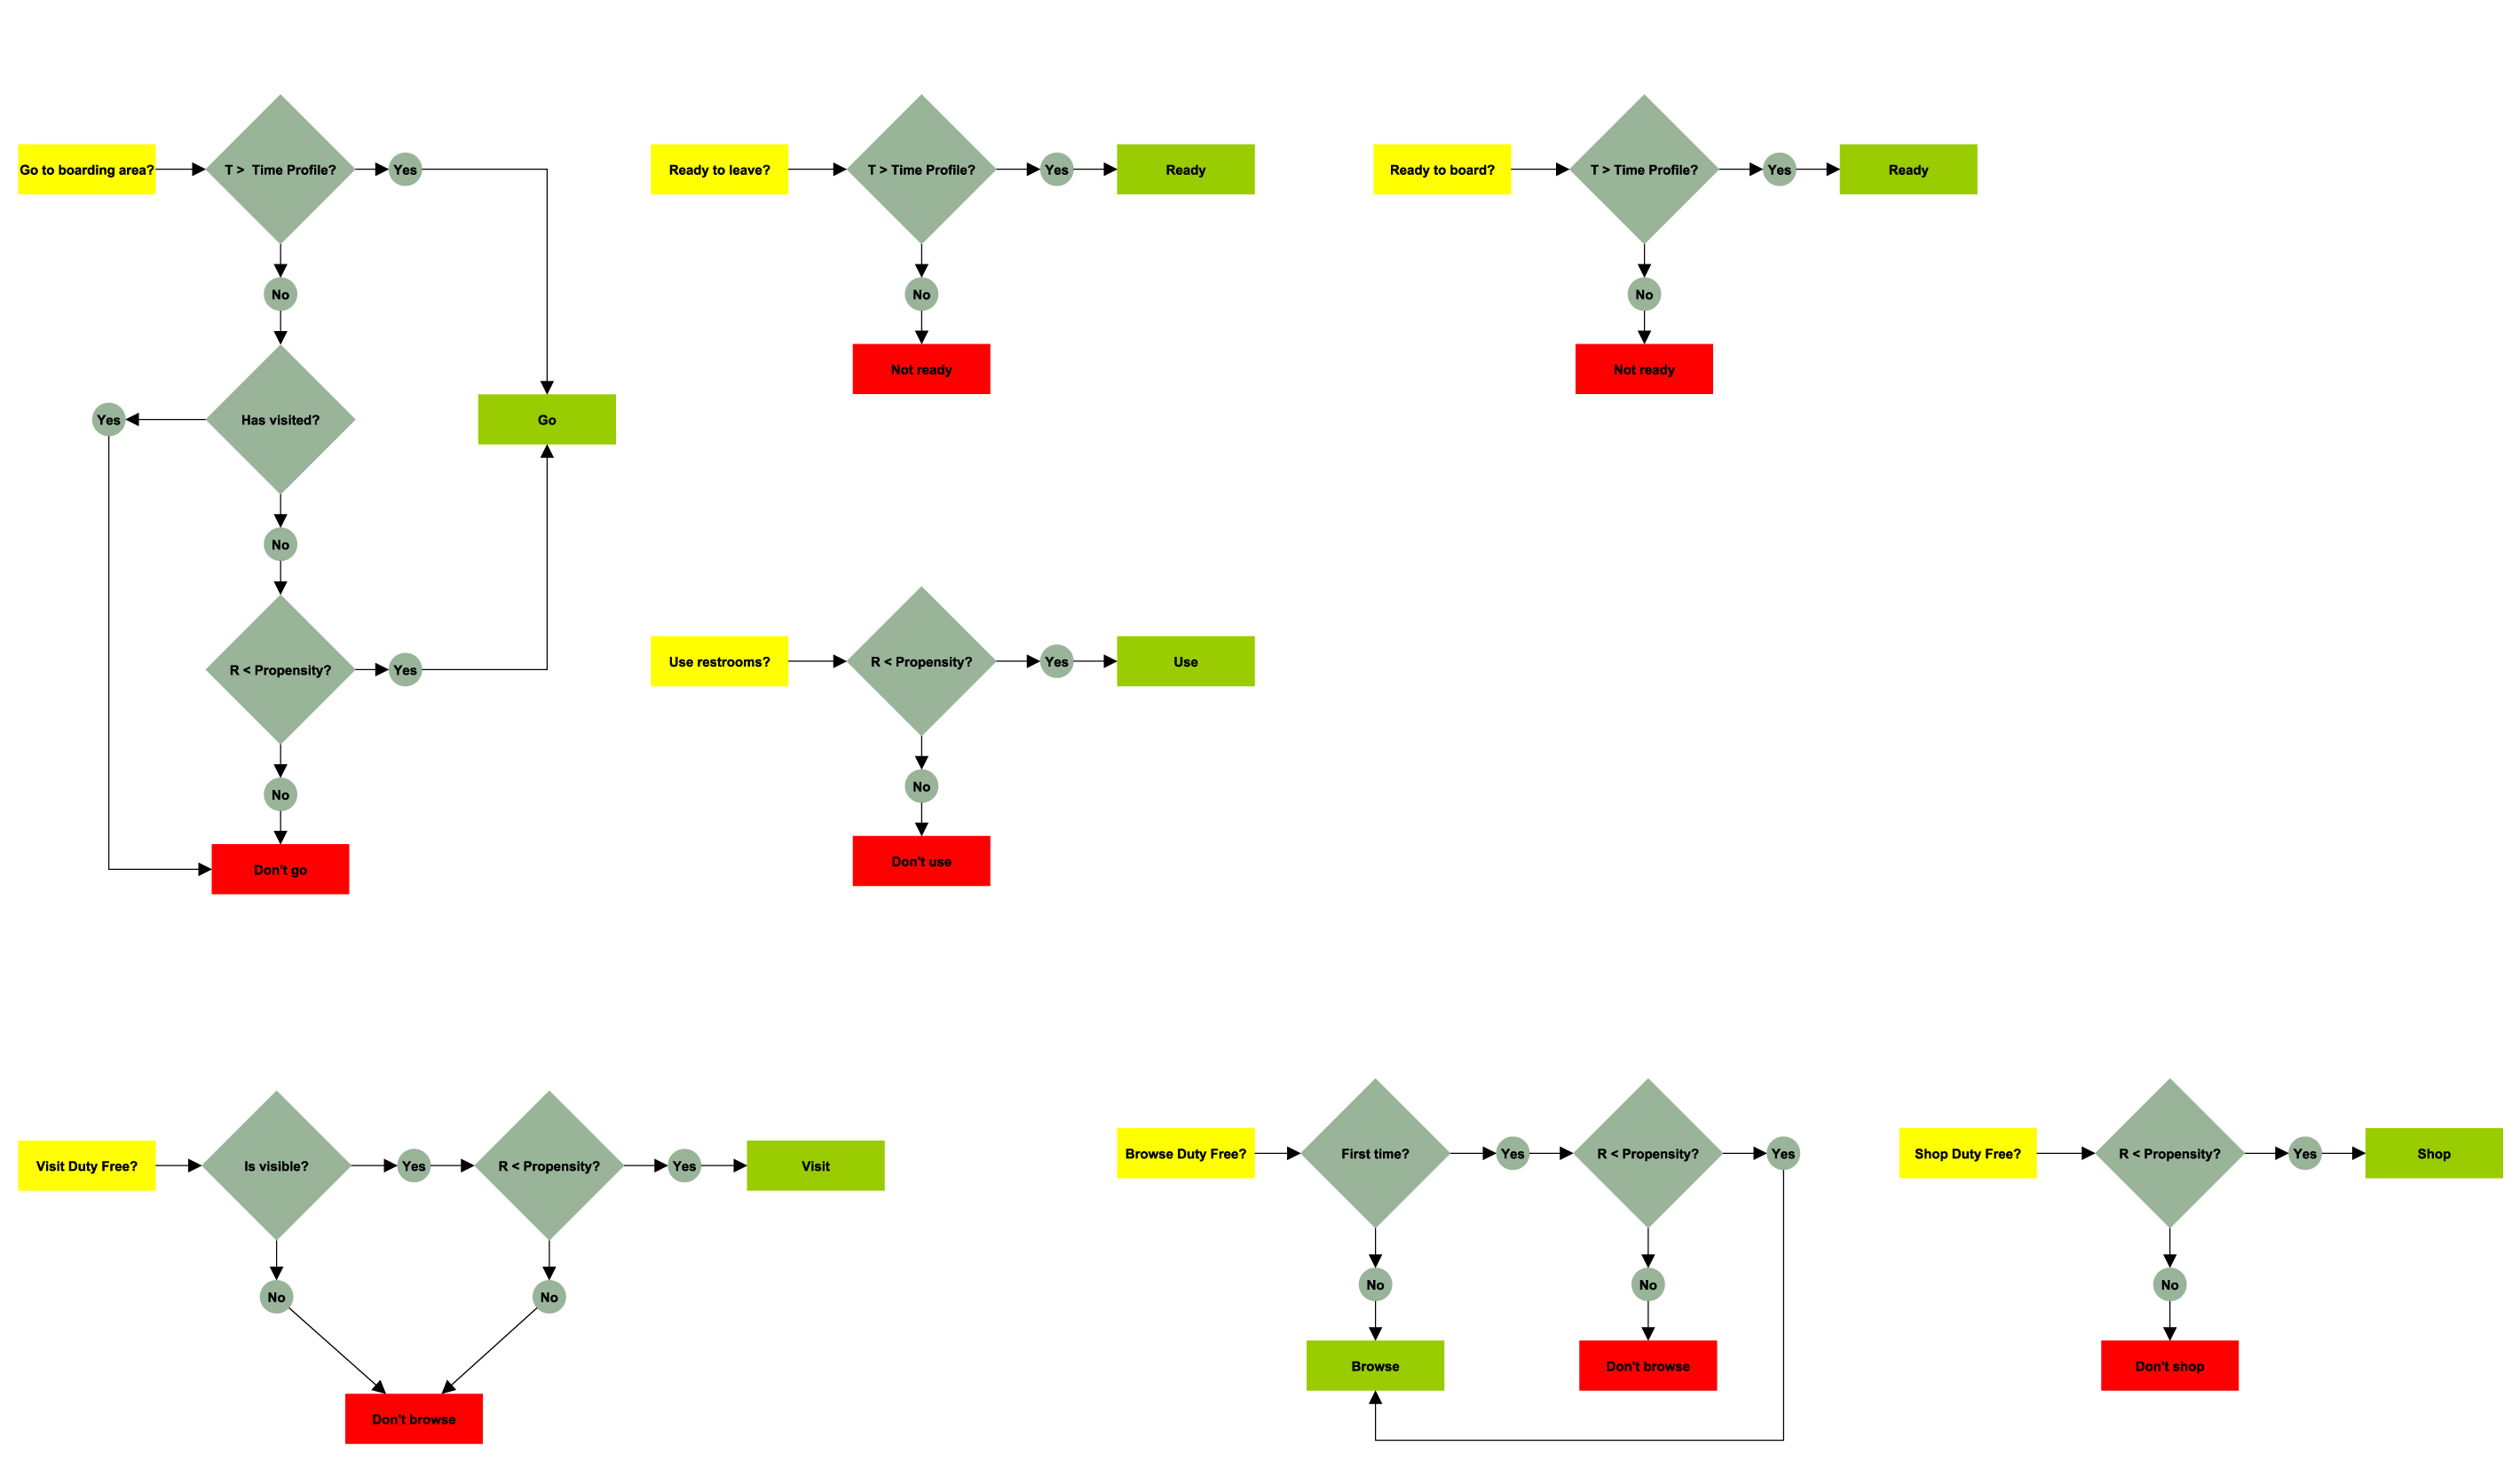 Go to boarding area?
T >  Time Profile?
Yes
No
Has visited?
Yes
No
R < Propensity?
Yes
No
Go
Don't go
Ready to leave?
T > Time Profile?
Yes
Ready
No
Not ready
Ready to board?
T > Time Profile?
Yes
Ready
No
Not ready
Use restrooms?
R < Propensity?
Yes
Use
No
Don't use
Visit Duty Free?
Is visible?
Yes
R < Propensity?
Yes
Visit
No
No
Don't browse
Browse Duty Free?
First time?
Yes
R < Propensity?
Yes
No
No
Browse
Don't browse
Shop Duty Free?
R < Propensity?
Yes
Shop
No
Don't shop